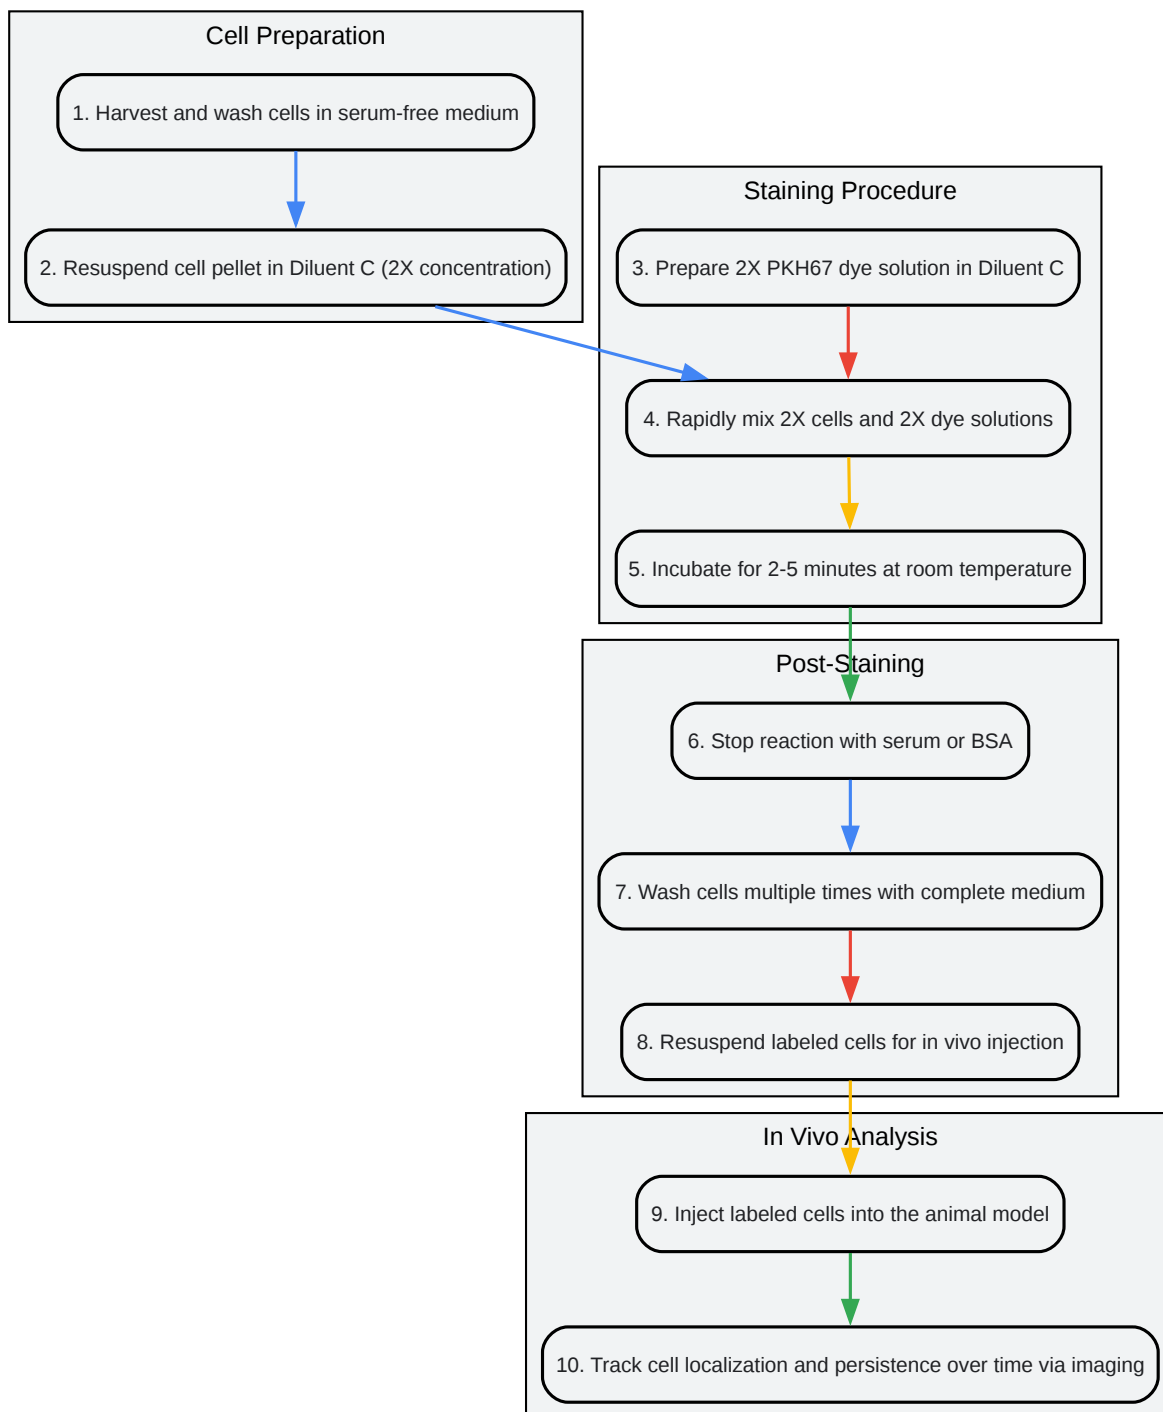 Cell Preparation
1. Harvest and wash cells in serum-free medium
2. Resuspend cell pellet in Diluent C (2X concentration)
Staining Procedure
3. Prepare 2X PKH67 dye solution in Diluent C
4. Rapidly mix 2X cells and 2X dye solutions
5. Incubate for 2-5 minutes at room temperature
Post-Staining
6. Stop reaction with serum or BSA
7. Wash cells multiple times with complete medium
8. Resuspend labeled cells for in vivo injection
In Vivo Analysis
9. Inject labeled cells into the animal model
10. Track cell localization and persistence over time via imaging